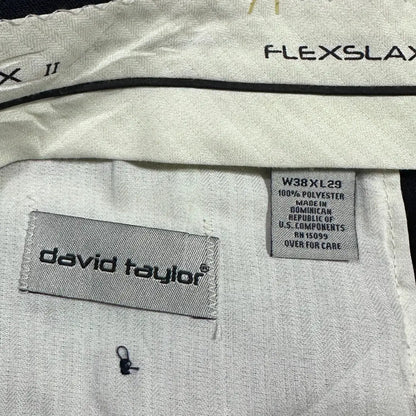 X II
FLEXSLAX
W38XL29
100% POLYESTER
MADE IN
DOMINICAN
REPUBLIC OF
U.S. COMPONENTS
RN 15099
OVER FOR CARE
david taylor®